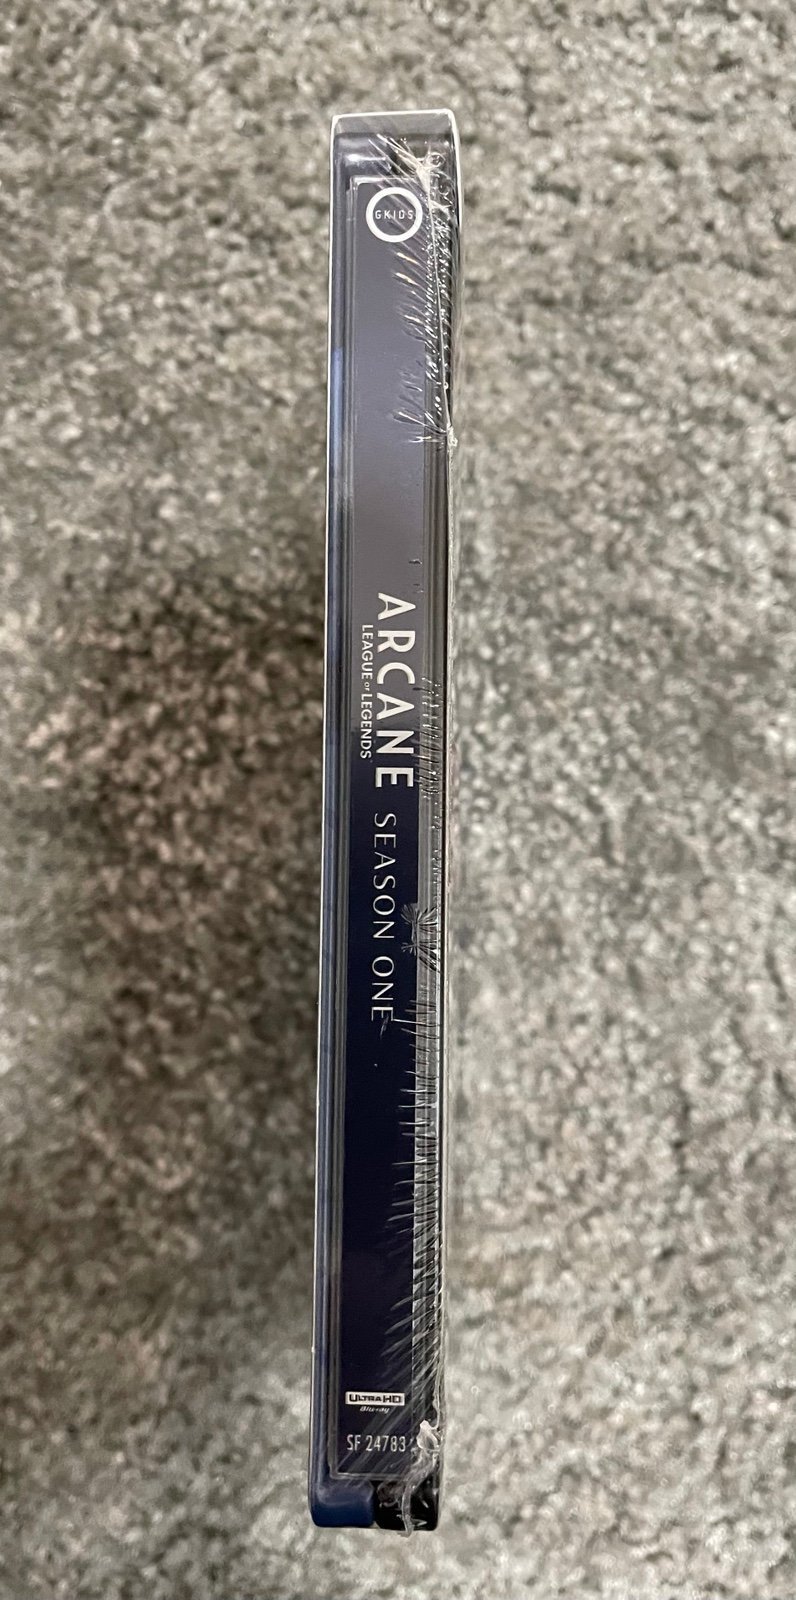 GKIDS
ARCANE
LEAGUE OF LEGENDS
SEASON ONE
ULTRA HD
Blu-ray
SF 24783